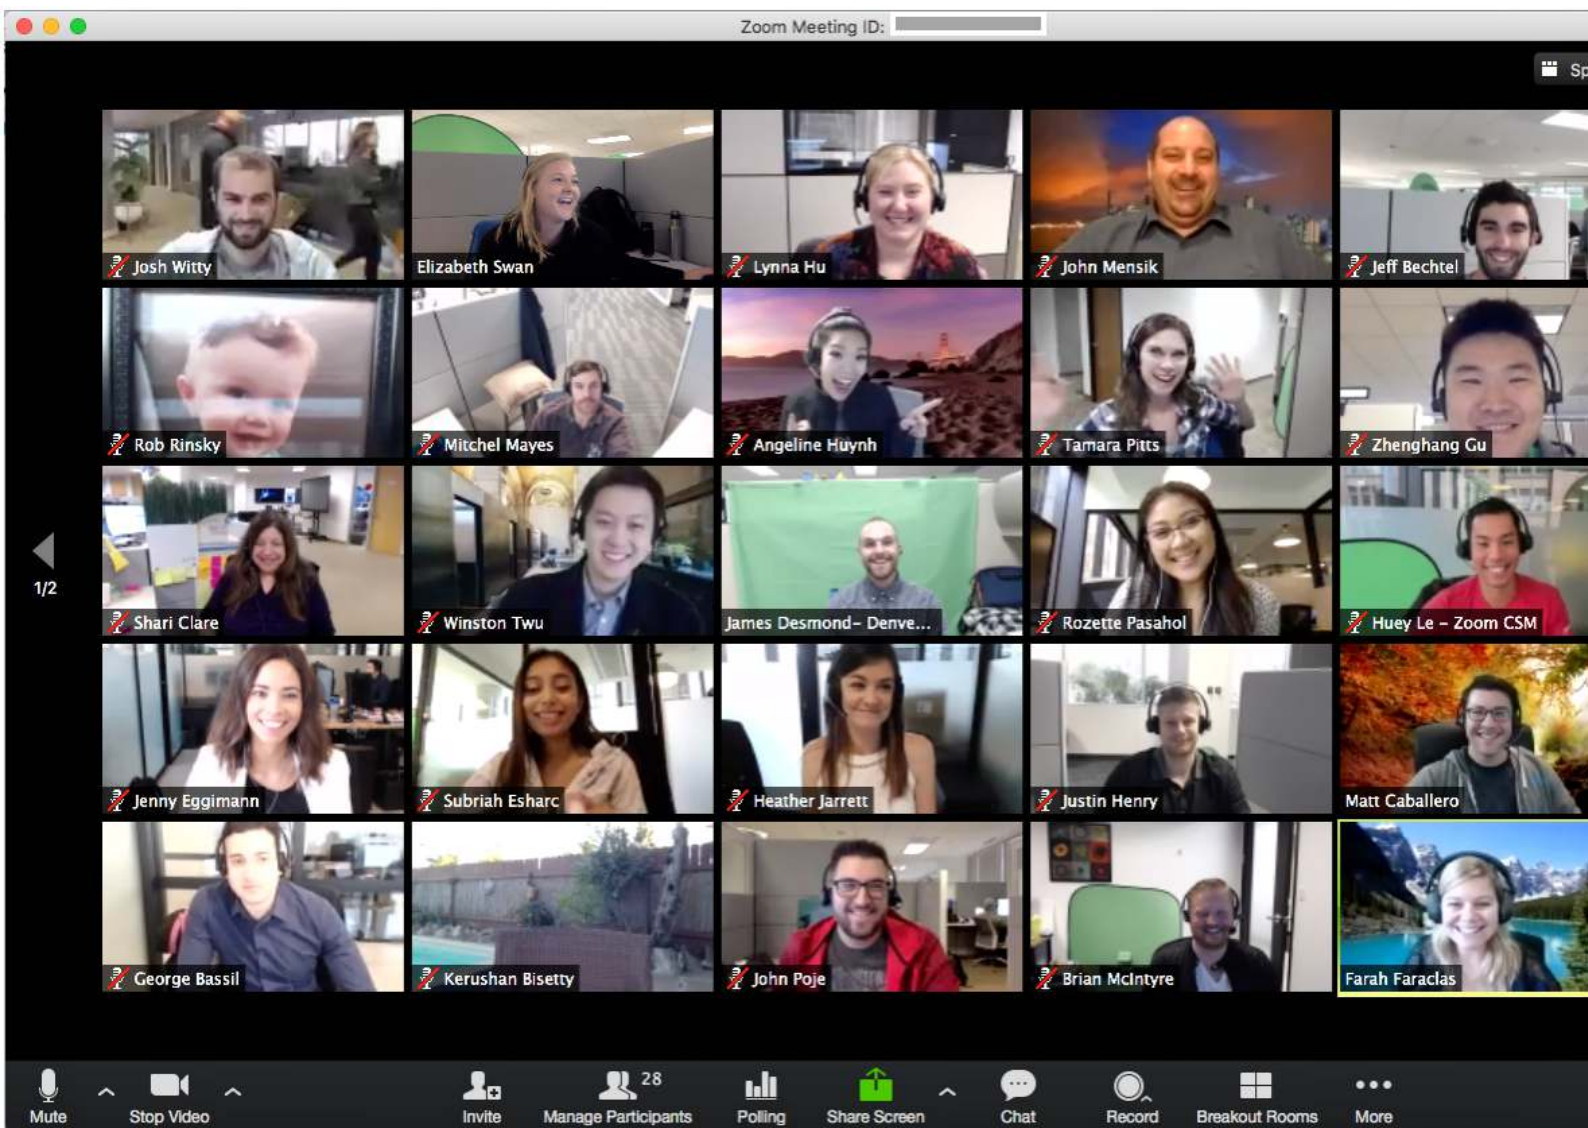 Zoom Meeting ID:
Sp
Josh Witty
Elizabeth Swan
Lynna Hu
John Mensik
Jeff Bechtel
Rob Rinsky
Mitchel Mayes
Angeline Huynh
Tamara Pitts
Zhenghang Gu
1/2
Shari Clare
Winston Twu
James Desmond- Denve...
Rozette Pasahol
Huey Le - Zoom CSM
Jenny Eggimann
Subriah Esharc
Heather Jarrett
Justin Henry
Matt Caballero
George Bassil
Kerushan Bisetty
John Poje
Brian McIntyre
Farah Faraclas
28
Mute
Stop Video
Invite
Manage Participants
Polling
Share Screen
Chat
Record
Breakout Rooms
More